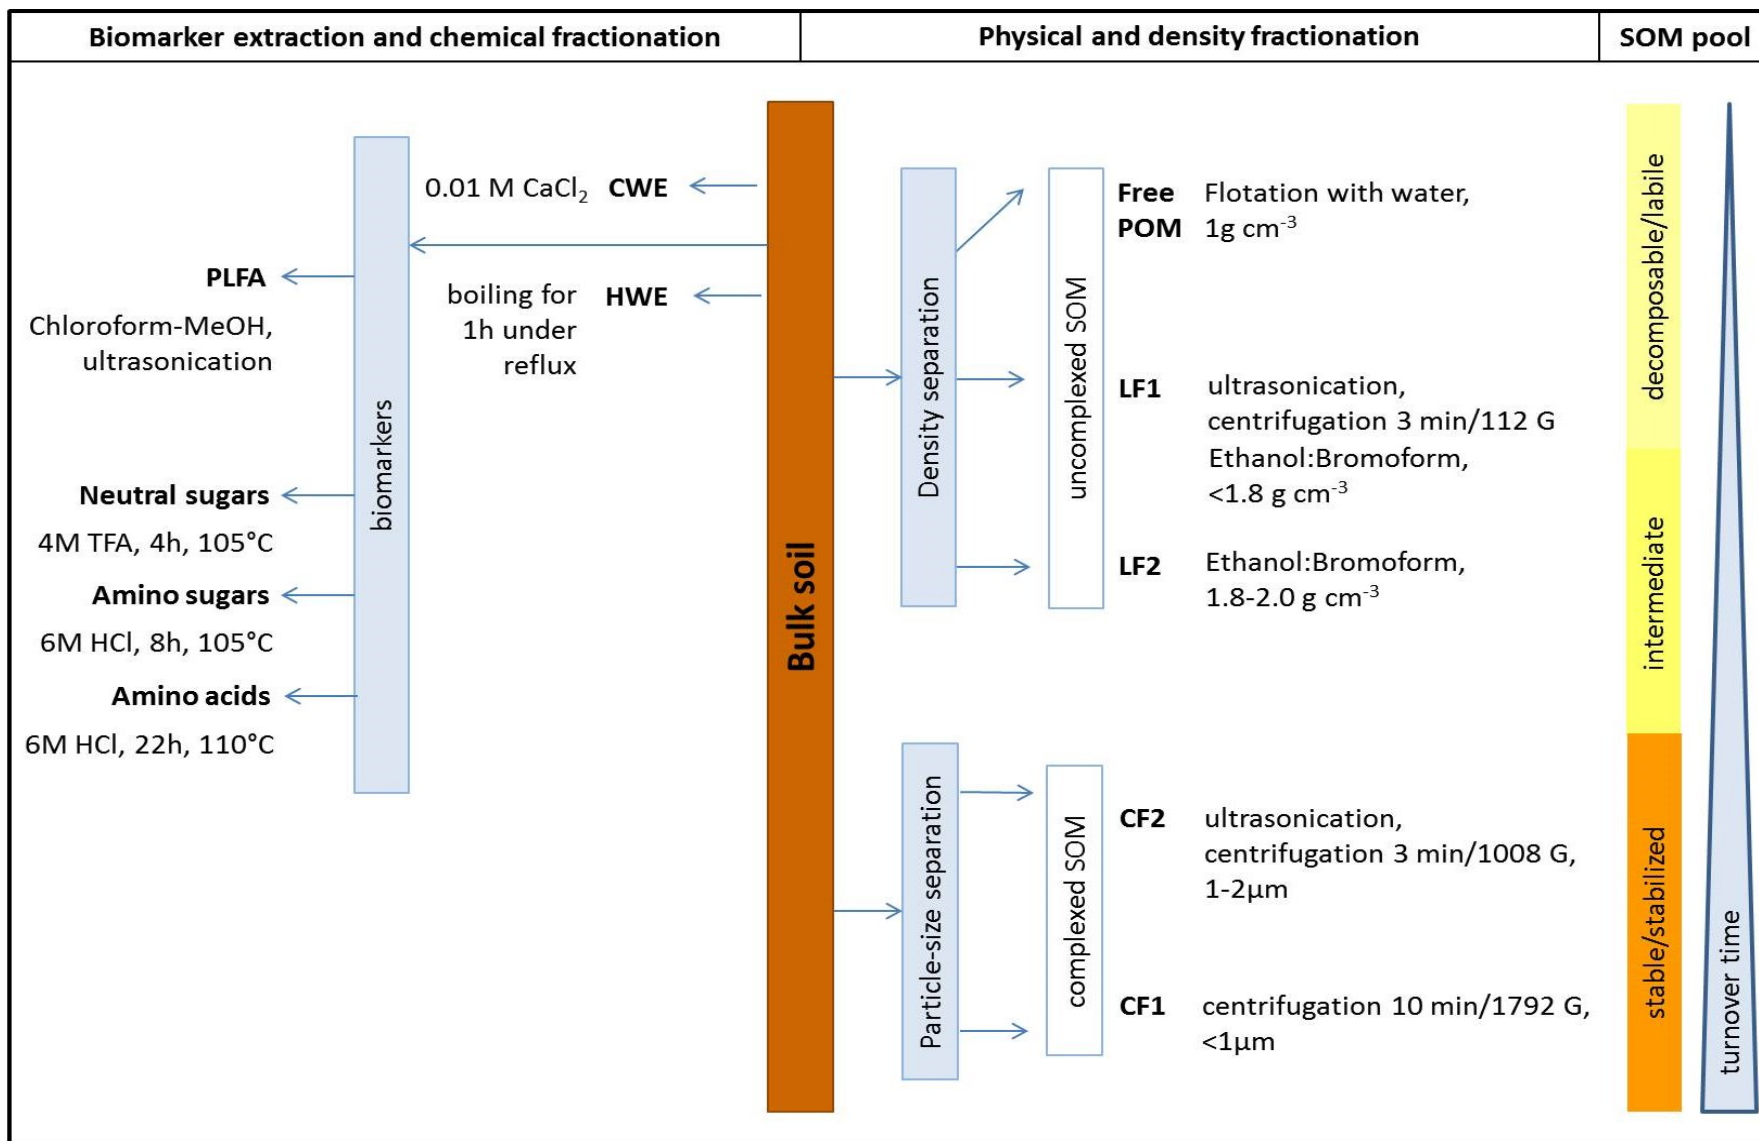 Biomarker extraction and chemical fractionation
Physical and density fractionation
SOM pool
0.01 M CaCl₂ CWE
PLFA
Chloroform-MeOH,
ultrasonication
boiling for HWE
1h under
reflux
biomarkers
Neutral sugars
4M TFA, 4h, 105°C
Amino sugars
6M HCl, 8h, 105°C
Amino acids
6M HCl, 22h, 110°C
Bulk soil
Density separation
uncomplexed SOM
Free Flotation with water,
POM 1g cm⁻³
LF1 ultrasonication,
centrifugation 3 min/112 G
Ethanol:Bromoform,
<1.8 g cm⁻³
LF2 Ethanol:Bromoform,
1.8-2.0 g cm⁻³
Particle-size separation
complexed SOM
CF2 ultrasonication,
centrifugation 3 min/1008 G,
1-2µm
CF1 centrifugation 10 min/1792 G,
<1µm
decomposable/labile
intermediate
stable/stabilized
turnover time